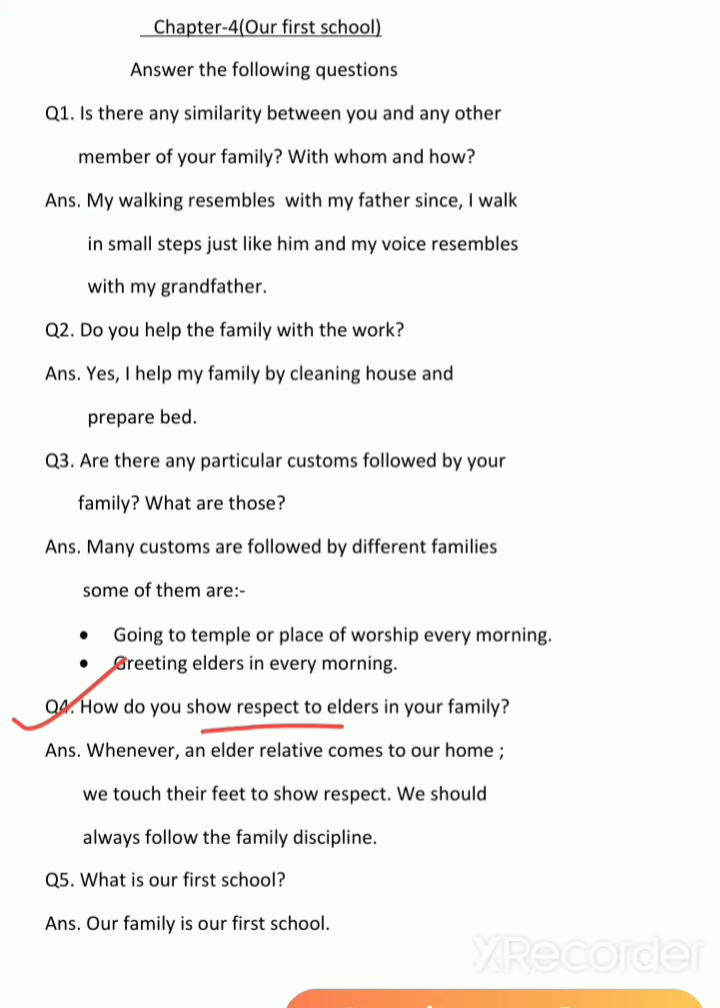 Chapter-4(Our first school)
Answer the following questions
Q1. Is there any similarity between you and any other
member of your family? With whom and how?
Ans. My walking resembles with my father since, I walk
in small steps just like him and my voice resembles
with my grandfather.
Q2. Do you help the family with the work?
Ans. Yes, I help my family by cleaning house and
prepare bed.
Q3. Are there any particular customs followed by your
family? What are those?
Ans. Many customs are followed by different families
some of them are:-
• Going to temple or place of worship every morning.
• Greeting elders in every morning.
Q4. How do you show respect to elders in your family?
Ans. Whenever, an elder relative comes to our home ;
we touch their feet to show respect. We should
always follow the family discipline.
Q5. What is our first school?
Ans. Our family is our first school.
XRecorder